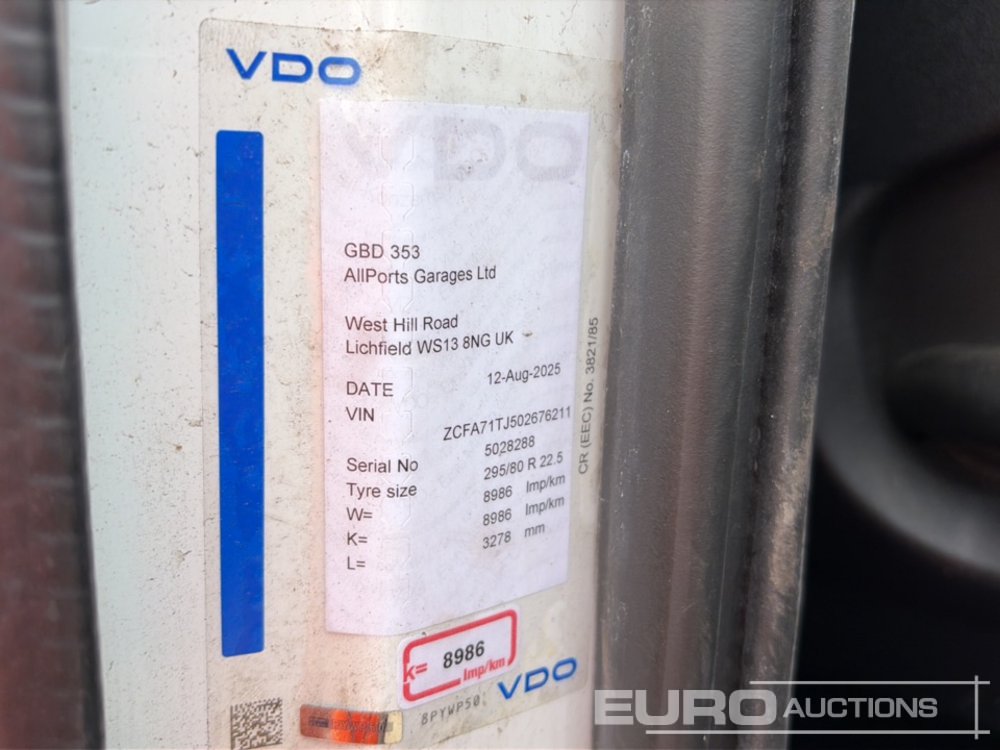 VDO
VDO
GBD 353
AllPorts Garages Ltd
West Hill Road
Lichfield WS13 8NG UK
DATE 12-Aug-2025
VIN ZCFA71TJ502676211
Serial No 5028288
Tyre size 295/80 R 22.5
W= 8986 Imp/km
K= 8986 Imp/km
L= 3278 mm
CR (EEC) No. 3821/85
k= 8986 Imp/km
VDO
8PYWP50
EURO AUCTIONS